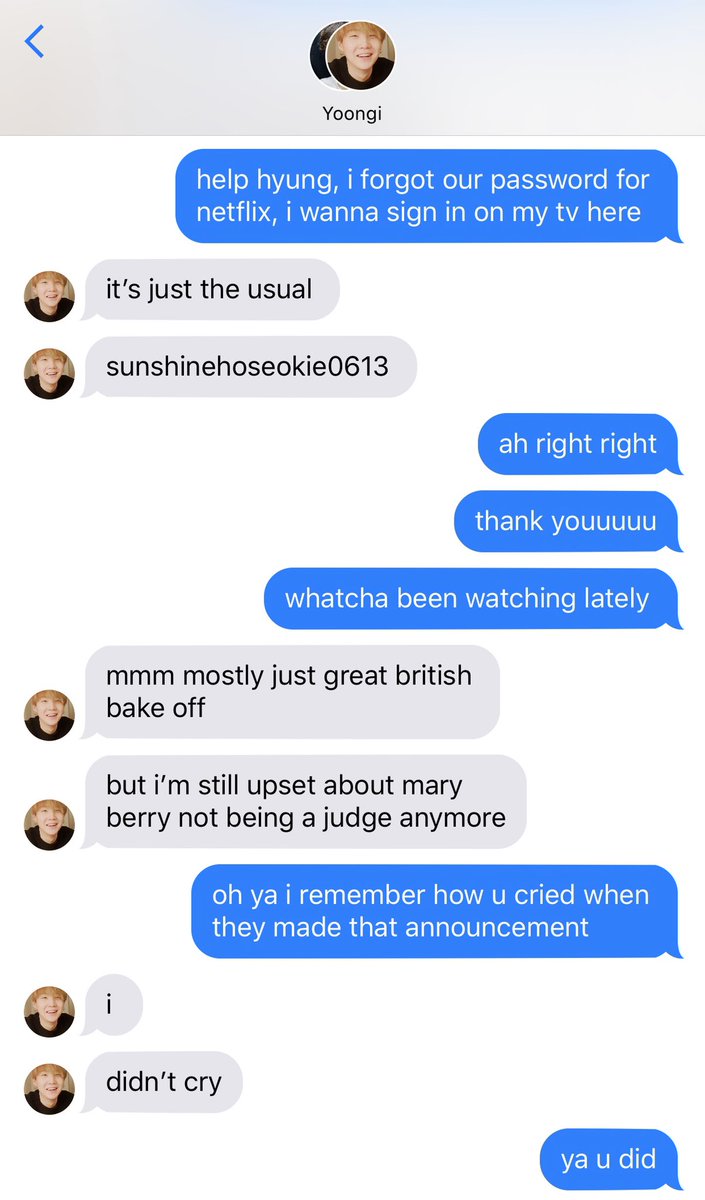 Yoongi
help hyung, i forgot our password for
netflix, i wanna sign in on my tv here
it’s just the usual
sunshinehoseokie0613
ah right right
thank youuuuu
whatcha been watching lately
mmm mostly just great british
bake off
but i’m still upset about mary
berry not being a judge anymore
oh ya i remember how u cried when
they made that announcement
i
didn’t cry
ya u did